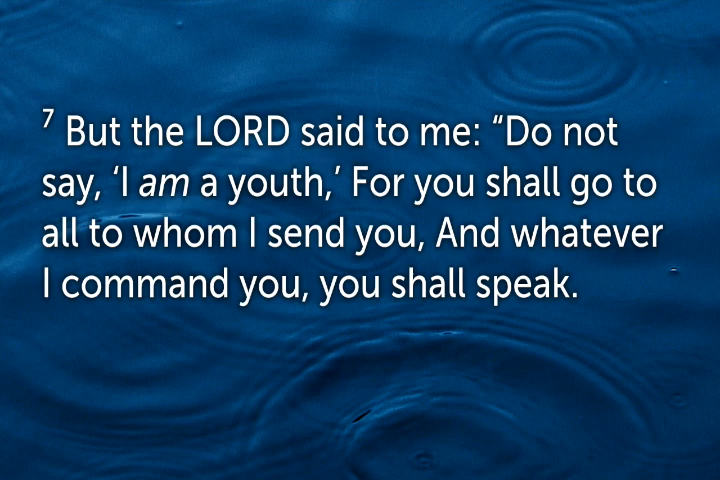 7 But the LORD said to me: “Do not
say, ‘I am a youth,’ For you shall go to
all to whom I send you, And whatever
I command you, you shall speak.